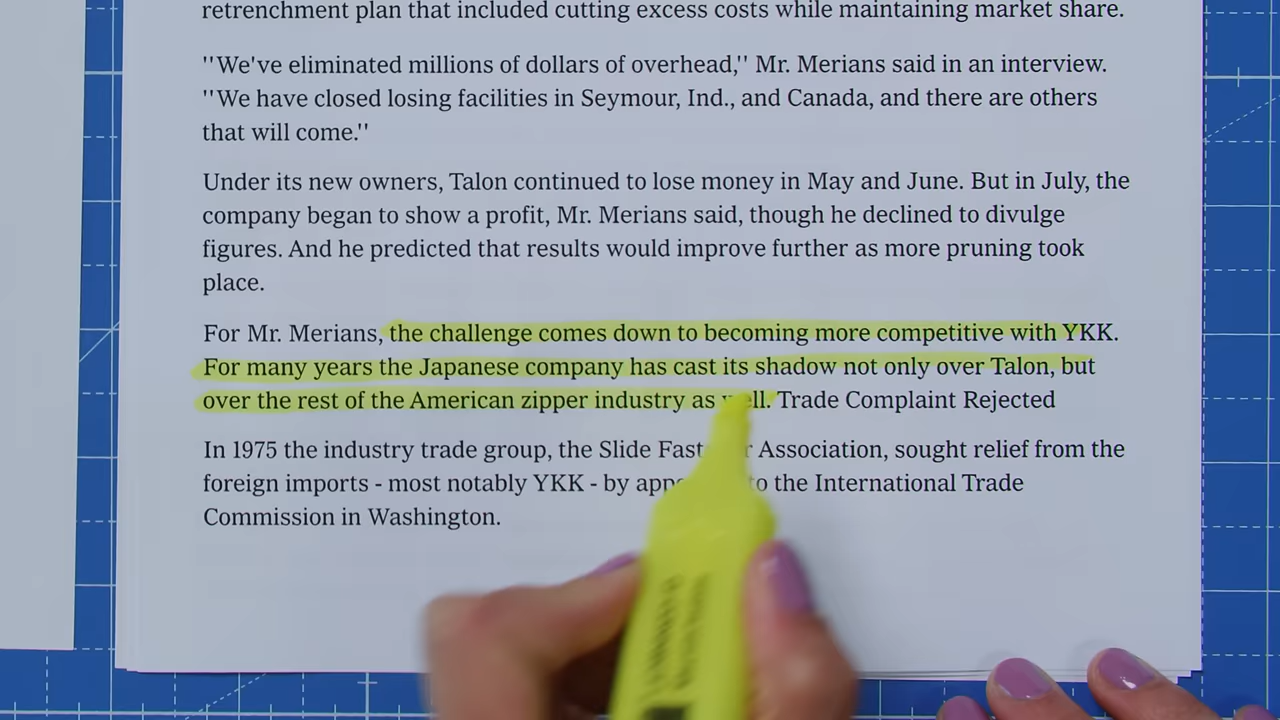 retrenchment plan that included cutting excess costs while maintaining market share.
''We've eliminated millions of dollars of overhead,'' Mr. Merians said in an interview.
''We have closed losing facilities in Seymour, Ind., and Canada, and there are others
that will come.''
Under its new owners, Talon continued to lose money in May and June. But in July, the
company began to show a profit, Mr. Merians said, though he declined to divulge
figures. And he predicted that results would improve further as more pruning took
place.
For Mr. Merians, the challenge comes down to becoming more competitive with YKK.
For many years the Japanese company has cast its shadow not only over Talon, but
over the rest of the American zipper industry as well. Trade Complaint Rejected
In 1975 the industry trade group, the Slide Association, sought relief from the
foreign imports - most notably YKK - by to the International Trade
Commission in Washington.